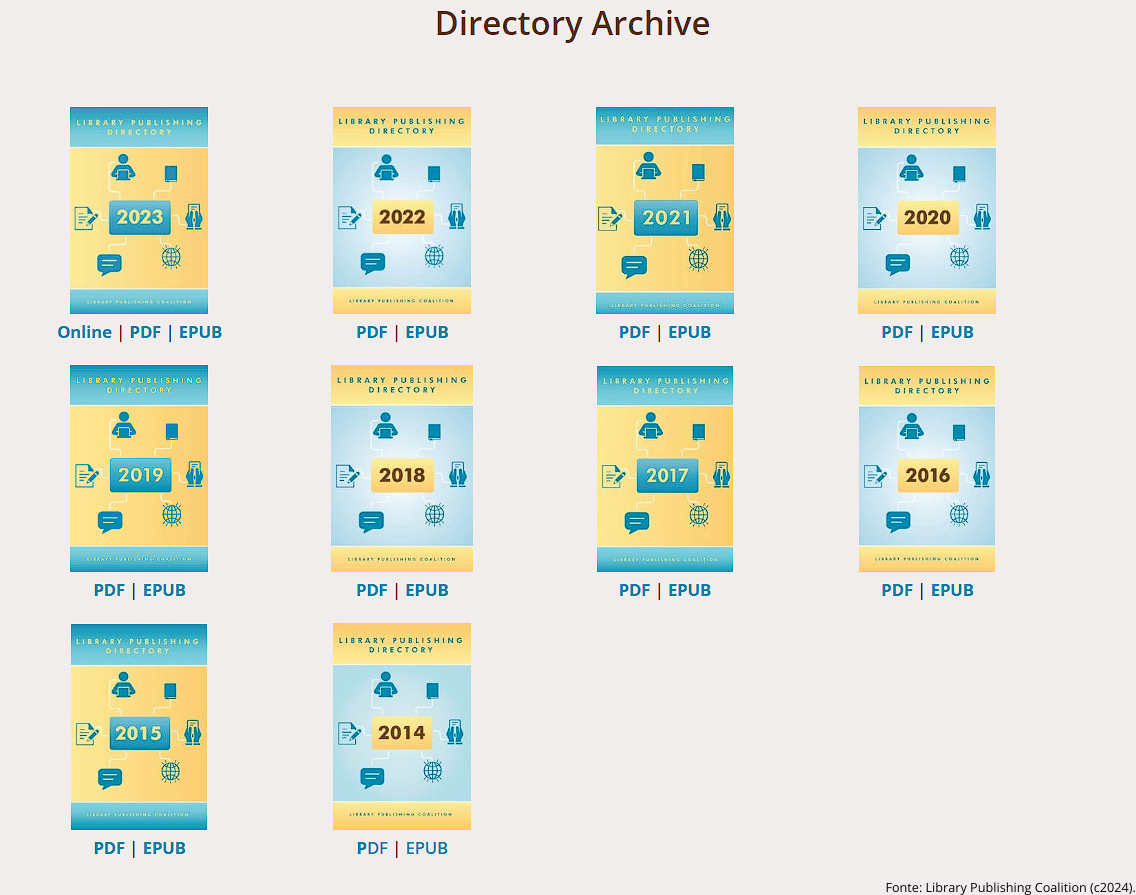 Directory Archive
LIBRARY PUBLISHING
DIRECTORY
2023
LIBRARY PUBLISHING COALITION
Online | PDF | EPUB
LIBRARY PUBLISHING
DIRECTORY
2022
LIBRARY PUBLISHING COALITION
PDF | EPUB
LIBRARY PUBLISHING
DIRECTORY
2021
LIBRARY PUBLISHING COALITION
PDF | EPUB
LIBRARY PUBLISHING
DIRECTORY
2020
LIBRARY PUBLISHING COALITION
PDF | EPUB
LIBRARY PUBLISHING
DIRECTORY
2019
LIBRARY PUBLISHING COALITION
PDF | EPUB
LIBRARY PUBLISHING
DIRECTORY
2018
LIBRARY PUBLISHING COALITION
PDF | EPUB
LIBRARY PUBLISHING
DIRECTORY
2017
LIBRARY PUBLISHING COALITION
PDF | EPUB
LIBRARY PUBLISHING
DIRECTORY
2016
LIBRARY PUBLISHING COALITION
PDF | EPUB
LIBRARY PUBLISHING
DIRECTORY
2015
LIBRARY PUBLISHING COALITION
PDF | EPUB
LIBRARY PUBLISHING
DIRECTORY
2014
LIBRARY PUBLISHING COALITION
PDF | EPUB
Fonte: Library Publishing Coalition (c2024).